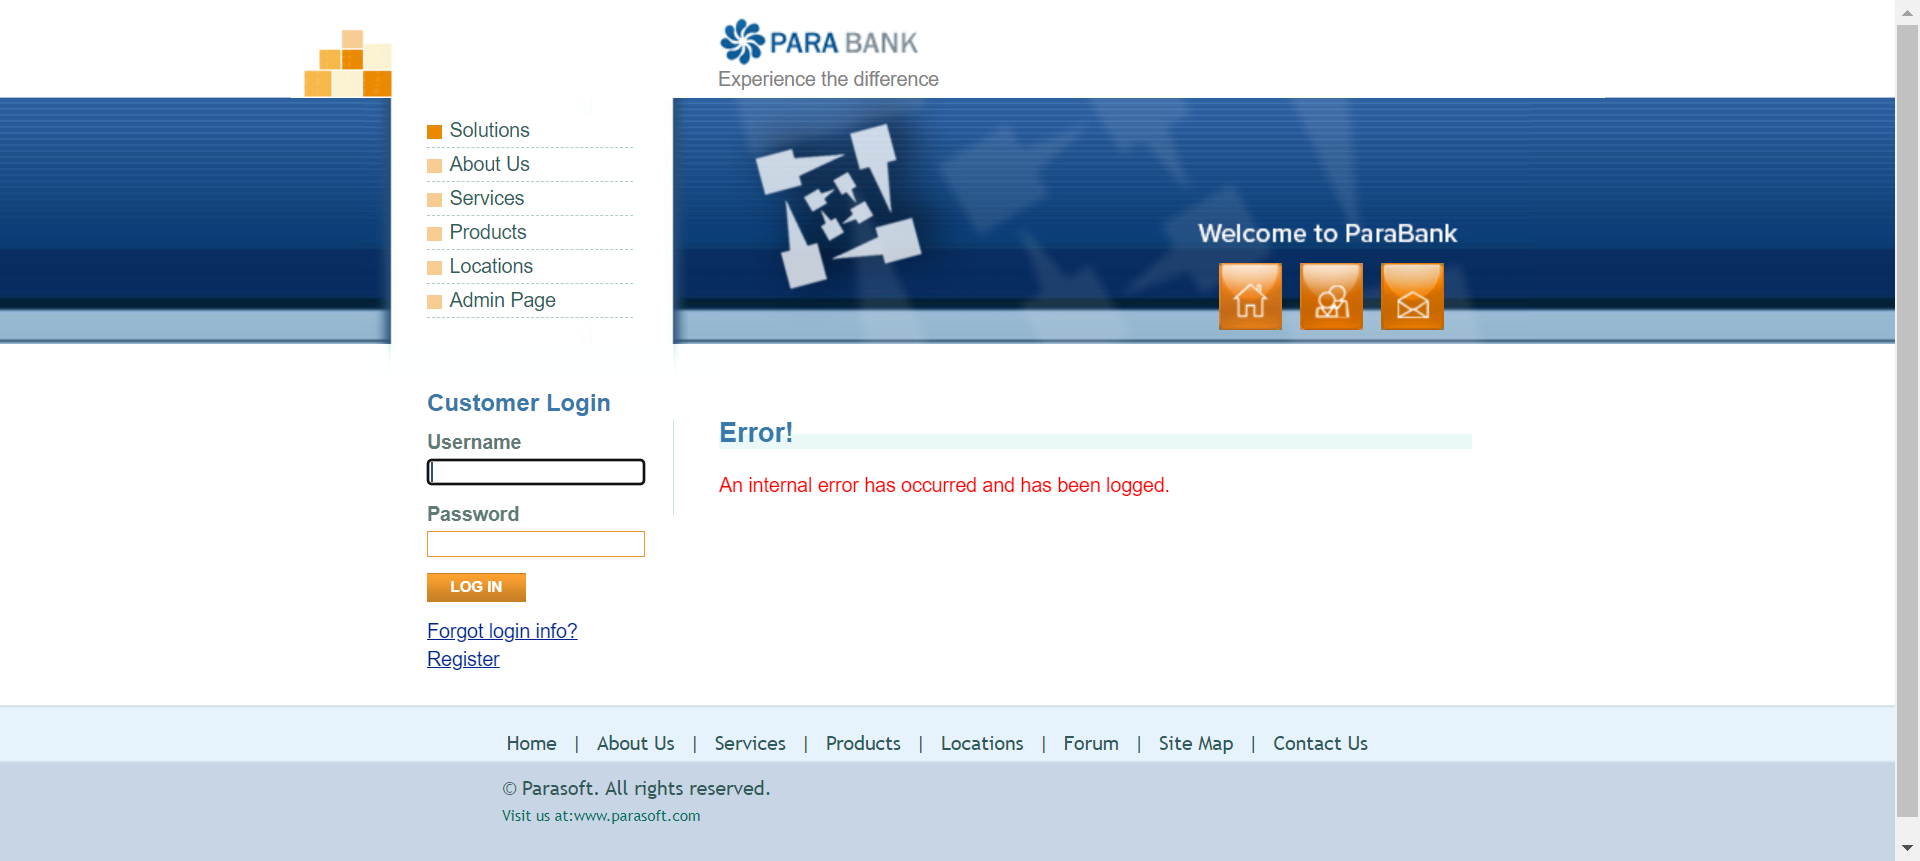 PARA BANK
Experience the difference
Solutions
About Us
Services
Products
Locations
Admin Page
Welcome to ParaBank
Customer Login
Username
Password
LOG IN
Forgot login info?
Register
Error!
An internal error has occurred and has been logged.
Home | About Us | Services | Products | Locations | Forum | Site Map | Contact Us
© Parasoft. All rights reserved.
Visit us at:www.parasoft.com